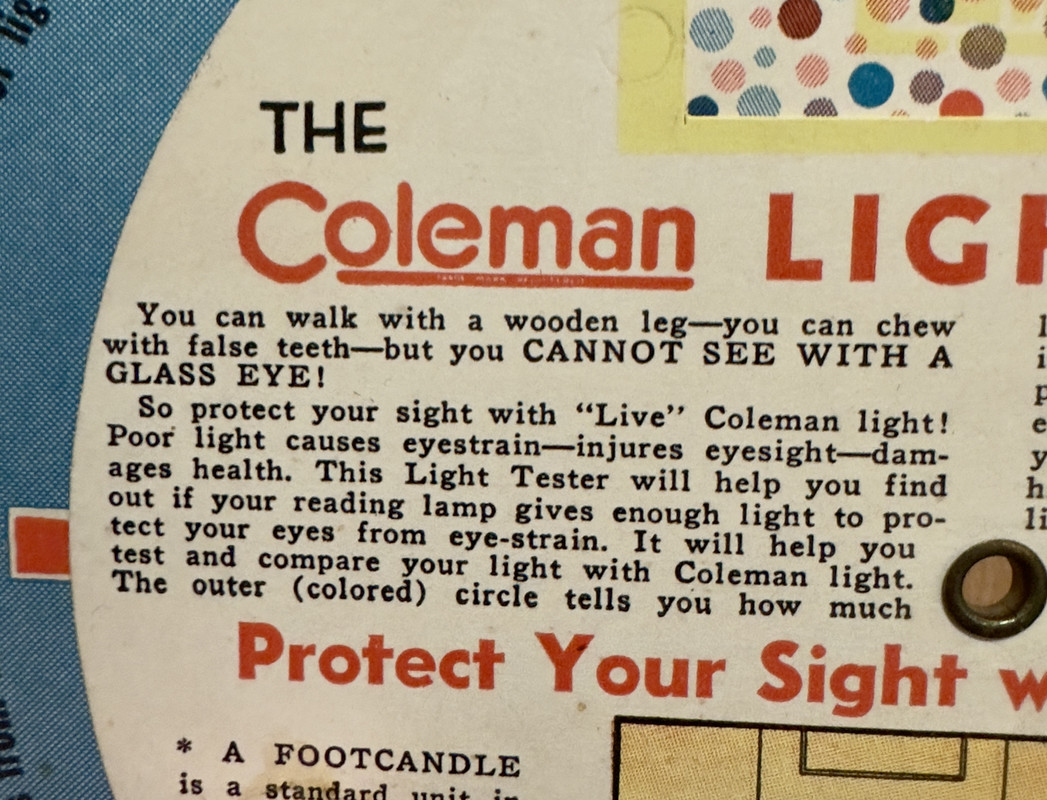 THE
Coleman LIGH
You can walk with a wooden leg—you can chew
with false teeth—but you CANNOT SEE WITH A
GLASS EYE!
So protect your sight with “Live” Coleman light!
Poor light causes eyestrain—injures eyesight—dam-
ages health. This Light Tester will help you find
out if your reading lamp gives enough light to pro-
tect your eyes from eye-strain. It will help you
test and compare your light with Coleman light.
The outer (colored) circle tells you how much
Protect Your Sight w
* A FOOTCANDLE
is a standard unit in